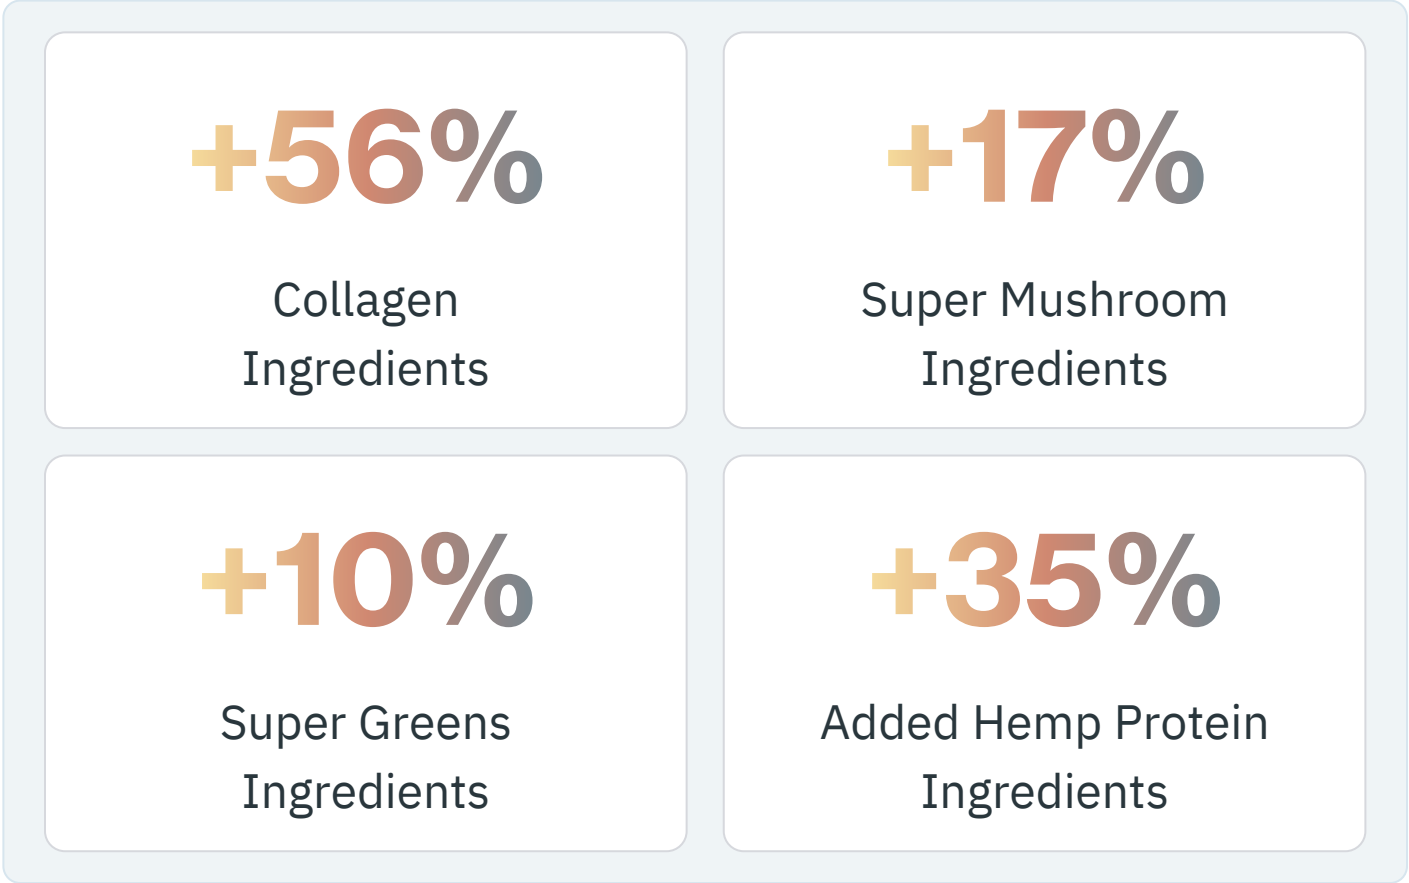 +56%
Collagen
Ingredients
+17%
Super Mushroom
Ingredients
+10%
Super Greens
Ingredients
+35%
Added Hemp Protein
Ingredients